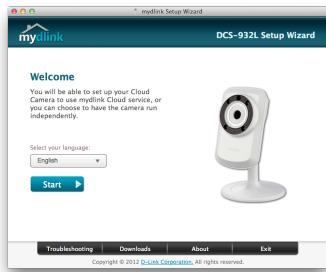 mydlink Setup Wizard
mydlink
DCS-932L Setup Wizard
Welcome
You will be able to set up your Cloud
Camera to use mydlink Cloud service, or
you can choose to have the camera run
independently.
Select your language:
English
Start
Troubleshooting Downloads About Exit
Copyright © 2012 D-Link Corporation. All rights reserved.